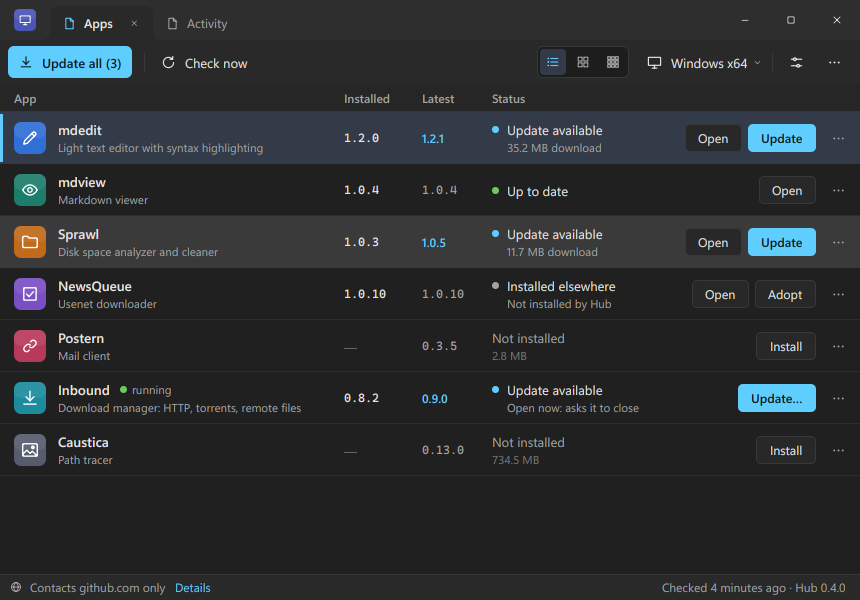 Apps
Activity
Update all (3)
Check now
Windows x64
App Installed Latest Status
mdedit
Light text editor with syntax highlighting
1.2.0
1.2.1
Update available
35.2 MB download
Open
Update
mdview
Markdown viewer
1.0.4
1.0.4
Up to date
Open
Sprawl
Disk space analyzer and cleaner
1.0.3
1.0.5
Update available
11.7 MB download
Open
Update
NewsQueue
Usenet downloader
1.0.10
1.0.10
Installed elsewhere
Not installed by Hub
Open
Adopt
Postern
Mail client
—
0.3.5
Not installed
2.8 MB
Install
Inbound running
Download manager: HTTP, torrents, remote files
0.8.2
0.9.0
Update available
Open now: asks it to close
Update...
Caustica
Path tracer
—
0.13.0
Not installed
734.5 MB
Install
Contacts github.com only Details
Checked 4 minutes ago · Hub 0.4.0